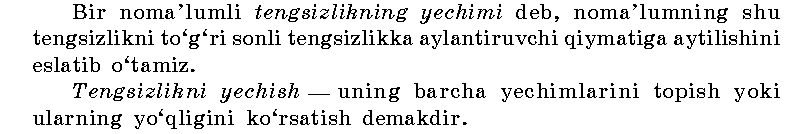 Bir noma’lumli tengsizlikning yechimi deb, noma’lumning shu
tengsizlikni to‘g‘ri sonli tengsizlikka aylantiruvchi qiymatiga aytilishini
eslatib o‘tamiz.
Tengsizlikni yechish — uning barcha yechimlarini topish yoki
ularning yo‘qligini ko‘rsatish demakdir.